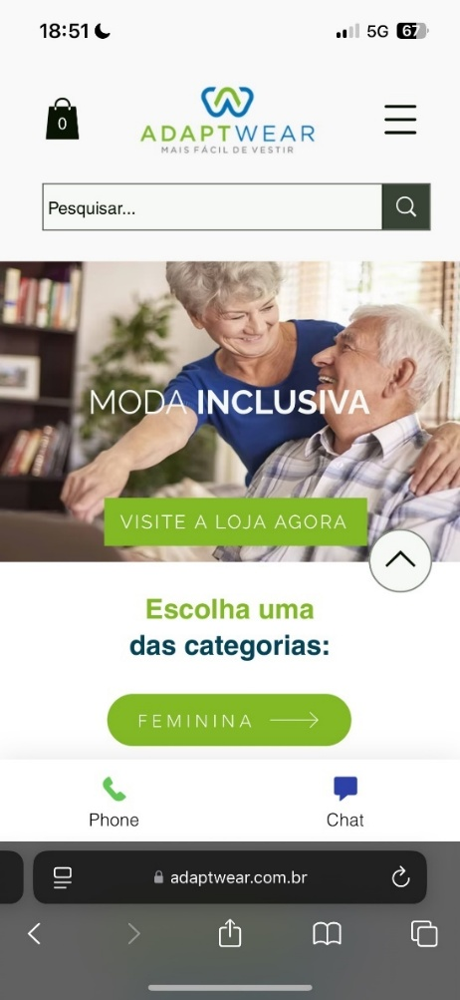 18:51
5G 67
0
ADAPTWEAR
MAIS FÁCIL DE VESTIR
Pesquisar...
MODA INCLUSIVA
VISITE A LOJA AGORA
Escolha uma
das categorias:
FEMININA
Phone Chat
adaptwear.com.br